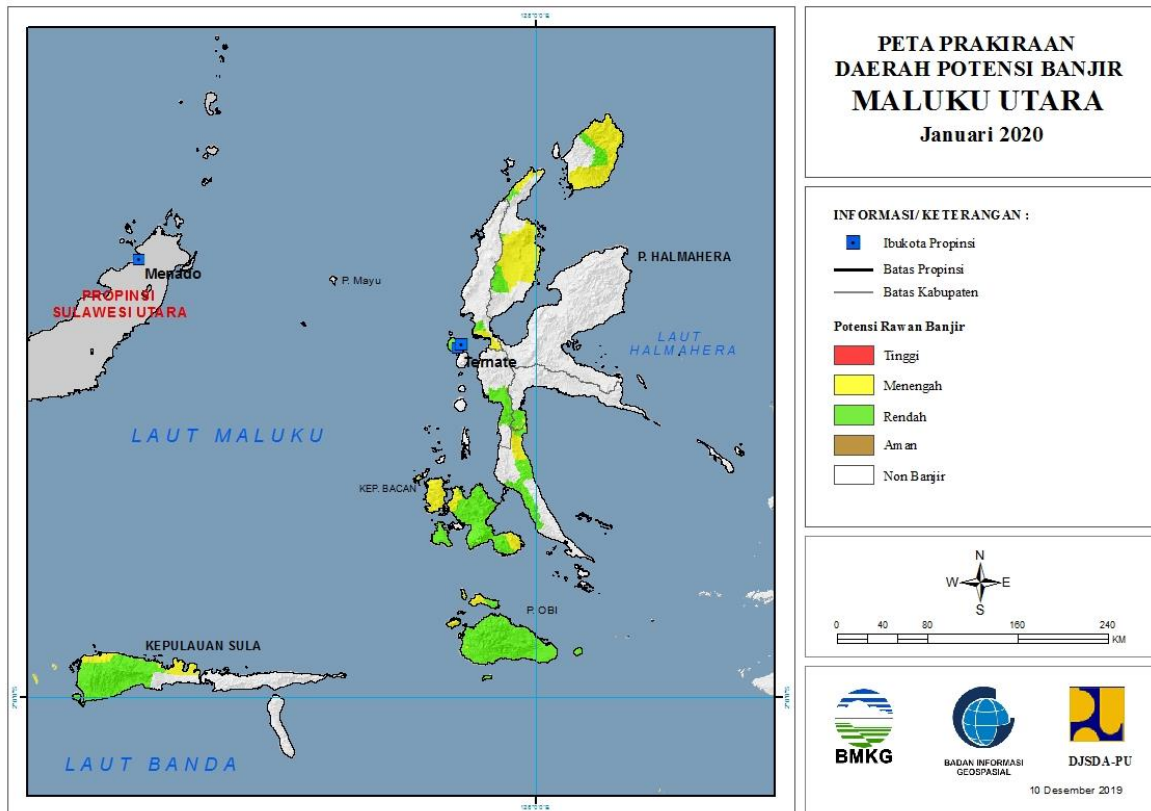 PETA PRAKIRAAN
DAERAH POTENSI BANJIR
MALUKU UTARA
Januari 2020
INFORMASI/ KETERANGAN :
Ibukota Propinsi
Batas Propinsi
Batas Kabupaten
Potensi Rawan Banjir
Tinggi
Menengah
Rendah
Aman
Non Banjir
N
W E
S
0 40 80 160 240
KM
BMKG
BADAN INFORMASI
GEOSPASIAL
DJSDA-PU
10 Desember 2019
Menado
PROPINSI
SULAWESI UTARA
P. Mayu
P. HALMAHERA
LAUT
HALMAHERA
Ternate
LAUT MALUKU
KEP. BACAN
P. OBI
KEPULAUAN SULA
LAUT BANDA